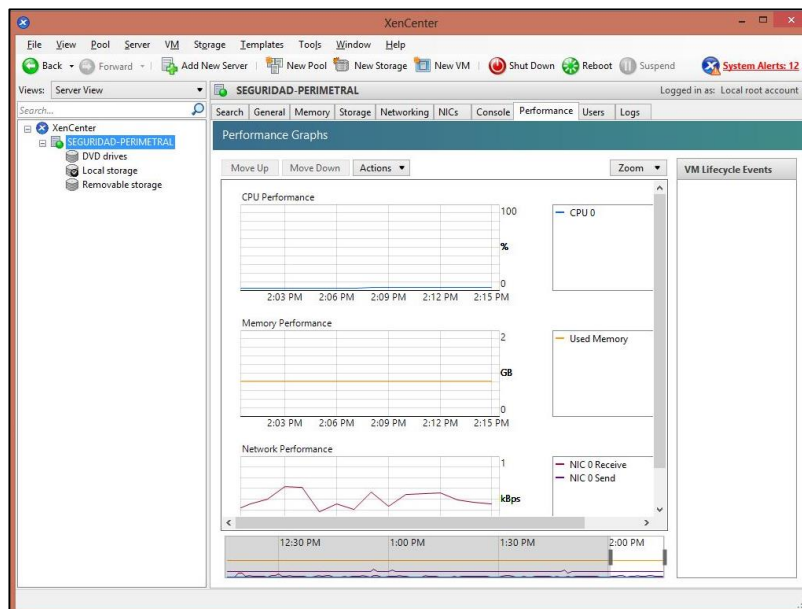 XenCenter
File View Pool Server VM Storage Templates Tools Window Help
Back Forward Add New Server New Pool New Storage New VM Shut Down Reboot Suspend System Alerts: 12
Views: Server View SEGURIDAD-PERIMETRAL Logged in as: Local root account
Search... Search General Memory Storage Networking NICs Console Performance Users Logs
XenCenter
SEGURIDAD-PERIMETRAL
DVD drives
Local storage
Removable storage
Performance Graphs
Move Up Move Down Actions Zoom VM Lifecycle Events
CPU Performance
100
%
0
2:03 PM 2:06 PM 2:09 PM 2:12 PM 2:15 PM
CPU 0
Memory Performance
2
GB
0
2:03 PM 2:06 PM 2:09 PM 2:12 PM 2:15 PM
Used Memory
Network Performance
1
kBps
NIC 0 Receive
NIC 0 Send
12:30 PM 1:00 PM 1:30 PM 2:00 PM